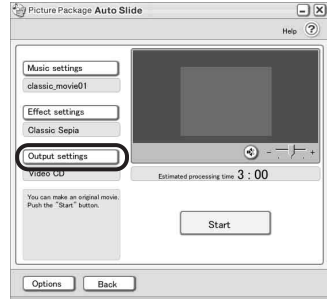 Picture Package Auto Slide
Help ?
Music settings
classic_movie01
Effect settings
Classic Sepia
Output settings
Video CD
- +
Estimated processing time 3 : 00
You can make an original movie.
Push the "Start" button.
Start
Options Back